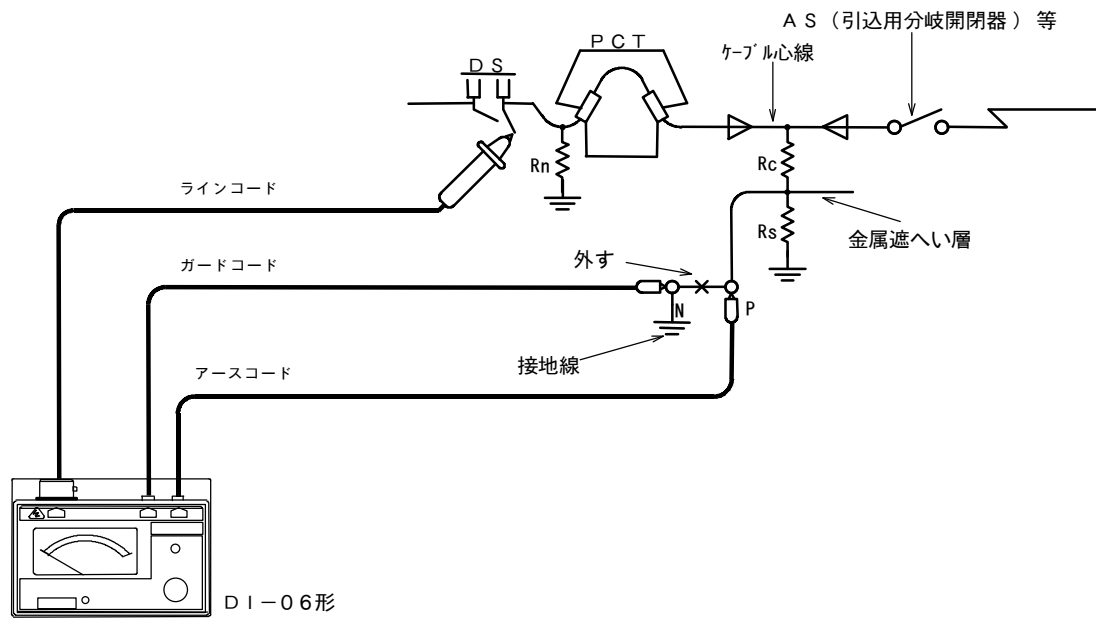 ＡＳ（引込用分岐開閉器）等
ＰＣＴ
ｹｰﾌﾞﾙ心線
ＤＳ
Rn
Rc
ラインコード
Rs
金属遮へい層
外す
ガードコード
N
P
接地線
アースコード
ＤＩ－０６形